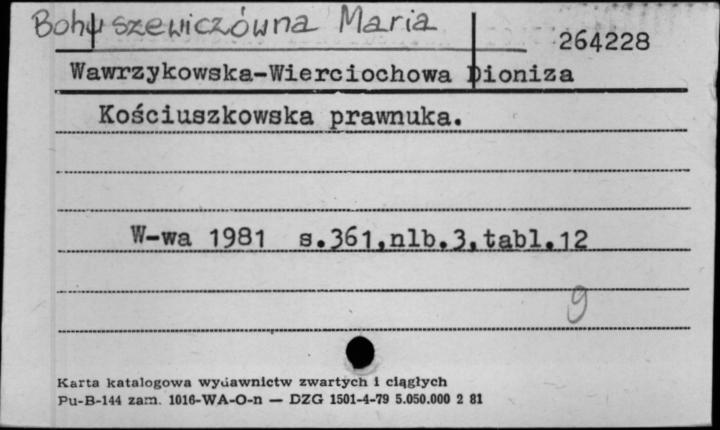 Bohuszewiczówna Maria
264228
Wawrzykowska-Wierciochowa Dioniza
Kościuszkowska prawnuka.
W-wa 1981 s.361,nlb.3,tabl.12
g
Karta katalogowa wydawnictw zwartych i ciągłych
Pu-B-144 zam. 1016-WA-O-n — DZG 1501-4-79 5.050.000 2 81